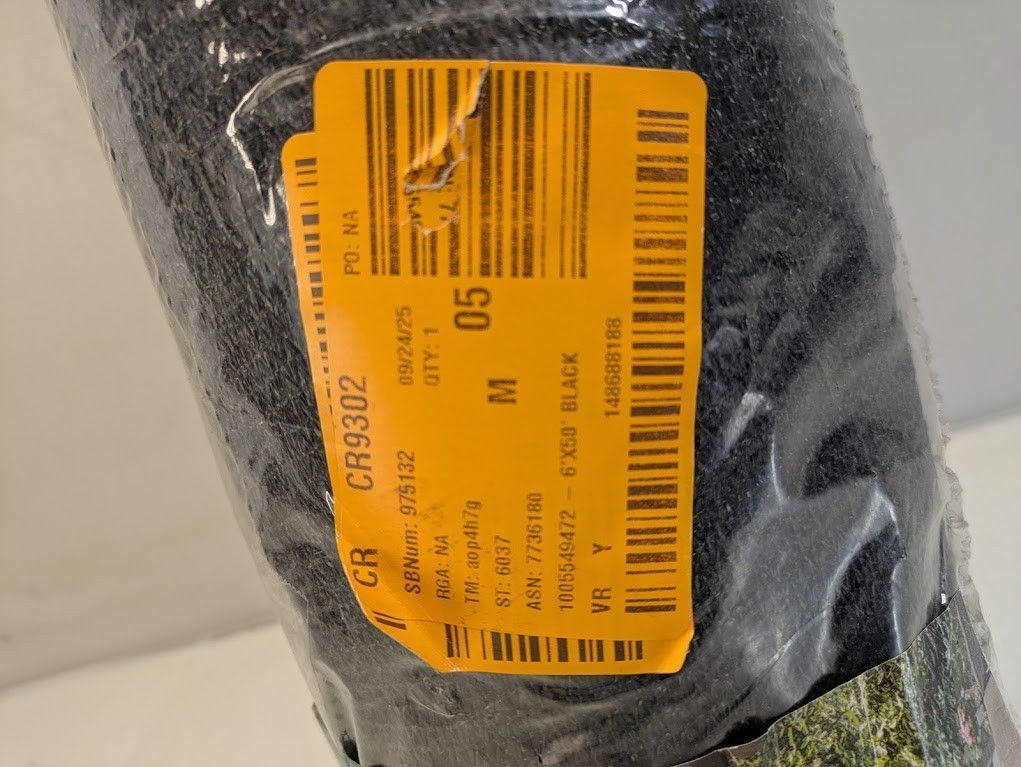 CR CR9302 PO: NA
SBNum: 975132 09/24/25
RGA: NA QTY: 1
TM: aop4h7g
ST: 6037 M 05
ASN: 7736180
1005549472 – 6'X50' BLACK
VR Y
148688188